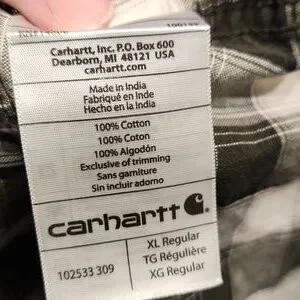 Carhartt, Inc. P.O. Box 600
Dearborn, MI 48121 USA
carhartt.com
Made in India
Fabriqué en Inde
Hecho en la India
100% Cotton
100% Coton
100% Algodón
Exclusive of trimming
Sans garniture
Sin incluir adorno
carhartt
102533 309
XL Regular
TG Régulière
XG Regular